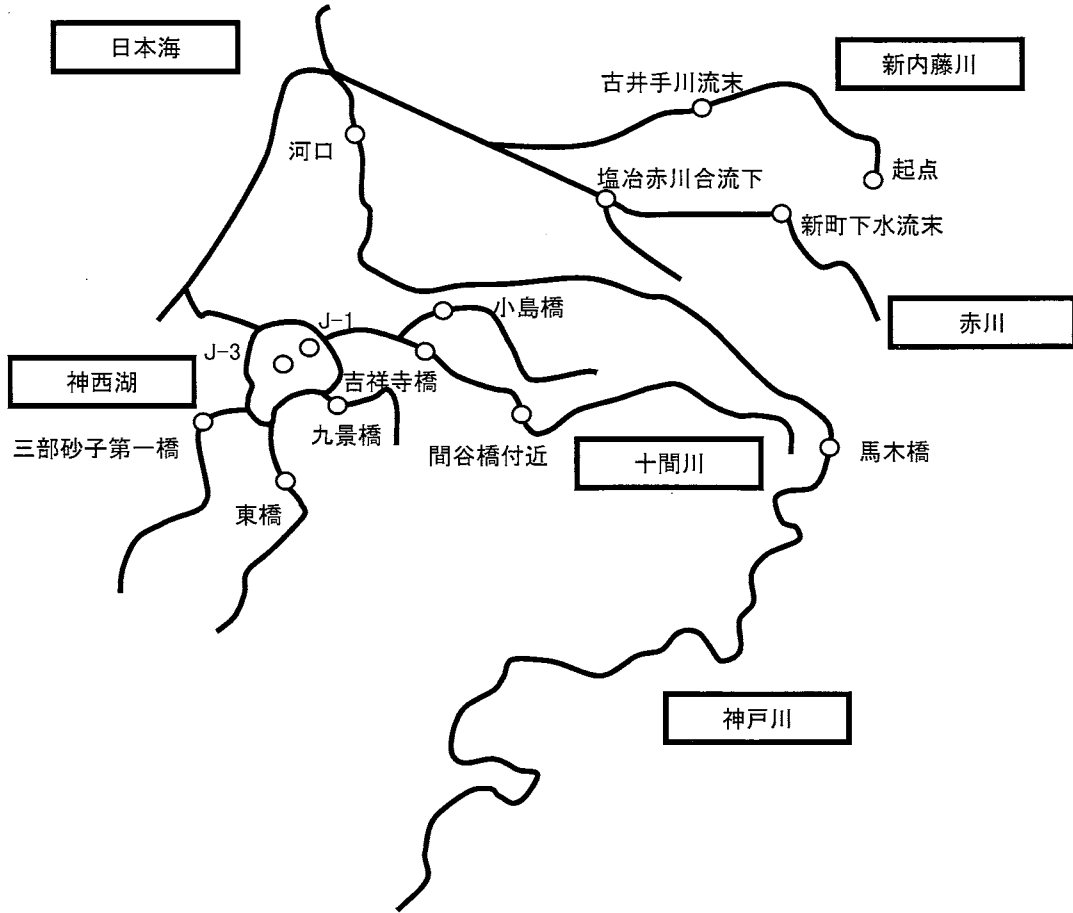 日本海
新内藤川
古井手川流末
河口
塩冶赤川合流下
起点
新町下水流末
小島橋
赤川
J-1
J-3
神西湖
吉祥寺橋
三部砂子第一橋
九景橋
間谷橋付近
十間川
馬木橋
東橋
神戸川